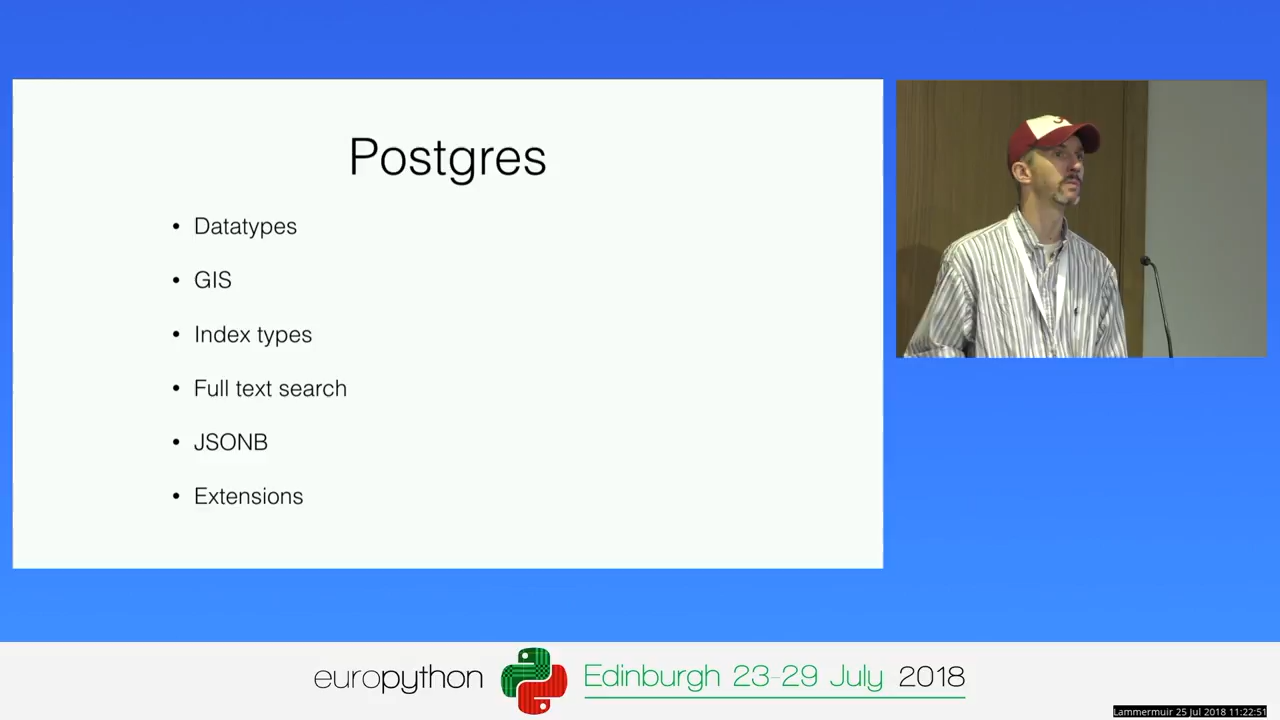 Postgres
• Datatypes
• GIS
• Index types
• Full text search
• JSONB
• Extensions
europython Edinburgh 23-29 July 2018
Lammermuir 25 Jul 2018 11:22:51